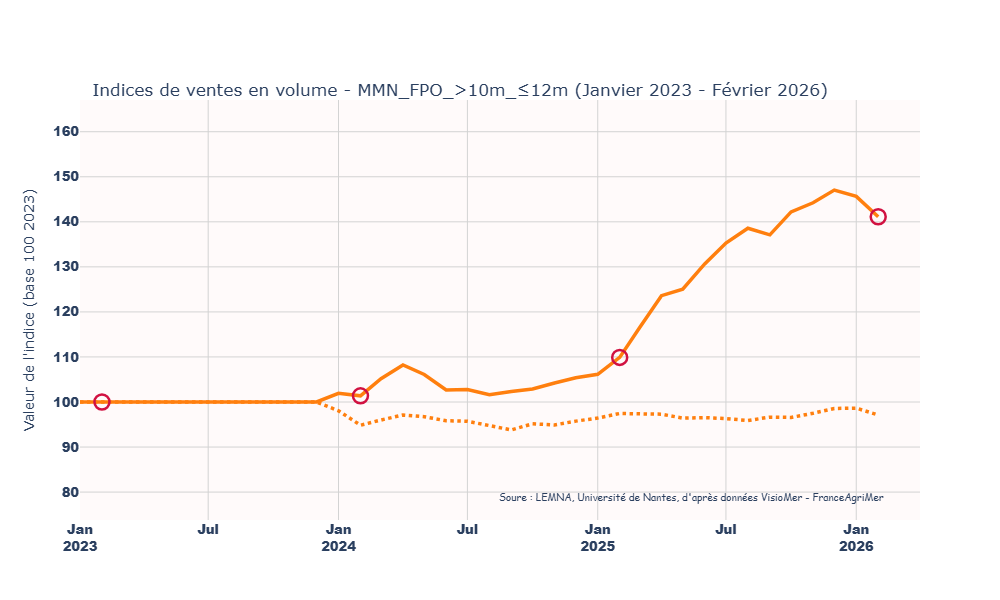 Indices de ventes en volume - MMN_FPO_>10m_≤12m (Janvier 2023 - Février 2026)
Valeur de l'indice (base 100 2023)
160
150
140
130
120
110
100
90
80
Soure : LEMNA, Université de Nantes, d'après données VisioMer - FranceAgriMer
Jan Jul Jan Jul Jan Jul Jan
2023 2024 2025 2026